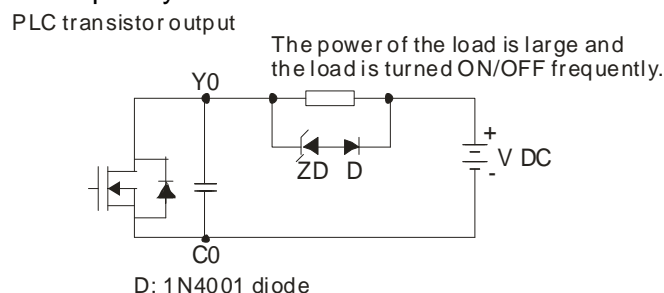 PLC transistor output
The power of the load is large and
the load is turned ON/OFF frequently.
Y0
+
ZD D
V DC
-
C0
D: 1N4001 diode